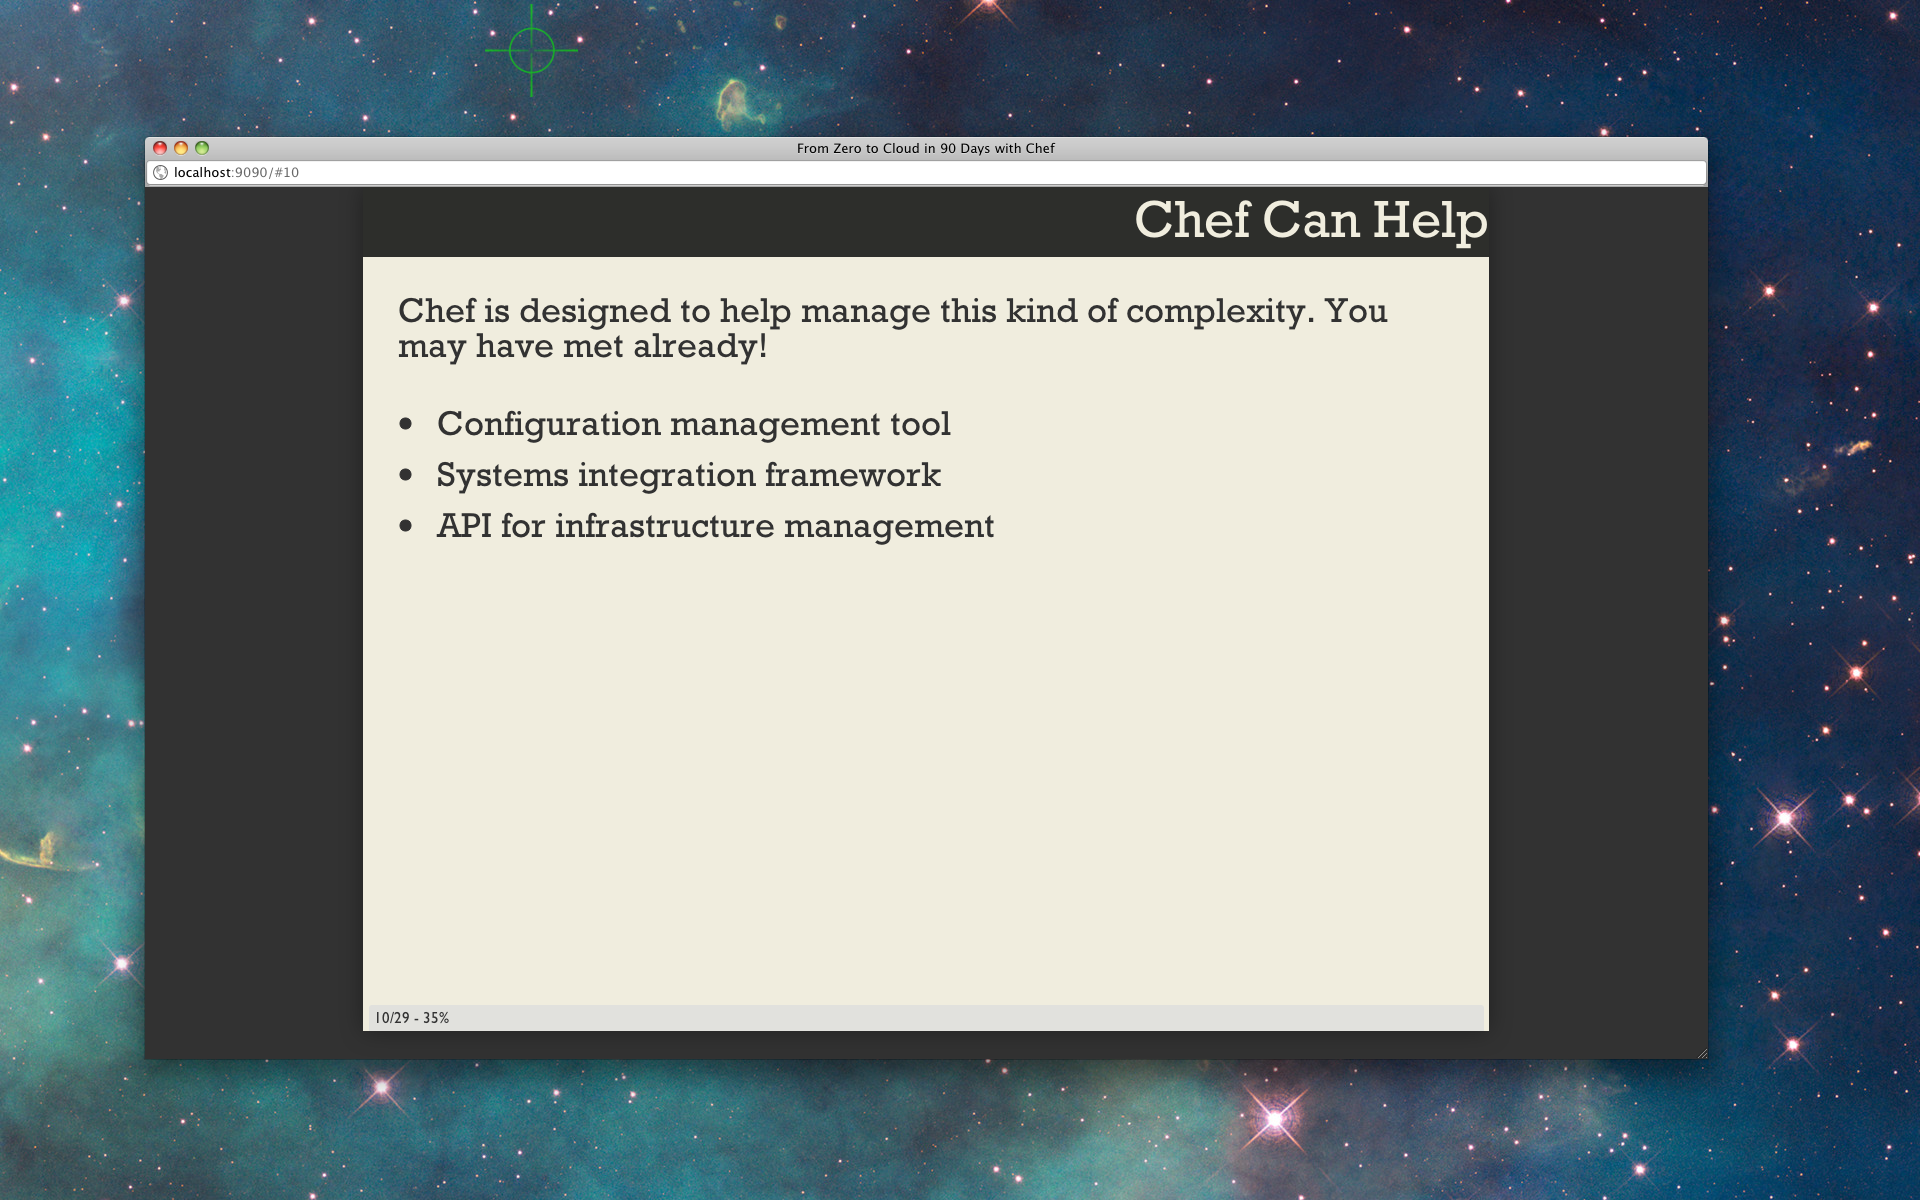 From Zero to Cloud in 90 Days with Chef
localhost:9090/#10
Chef Can Help
Chef is designed to help manage this kind of complexity. You
may have met already!
• Configuration management tool
• Systems integration framework
• API for infrastructure management
10/29 - 35%